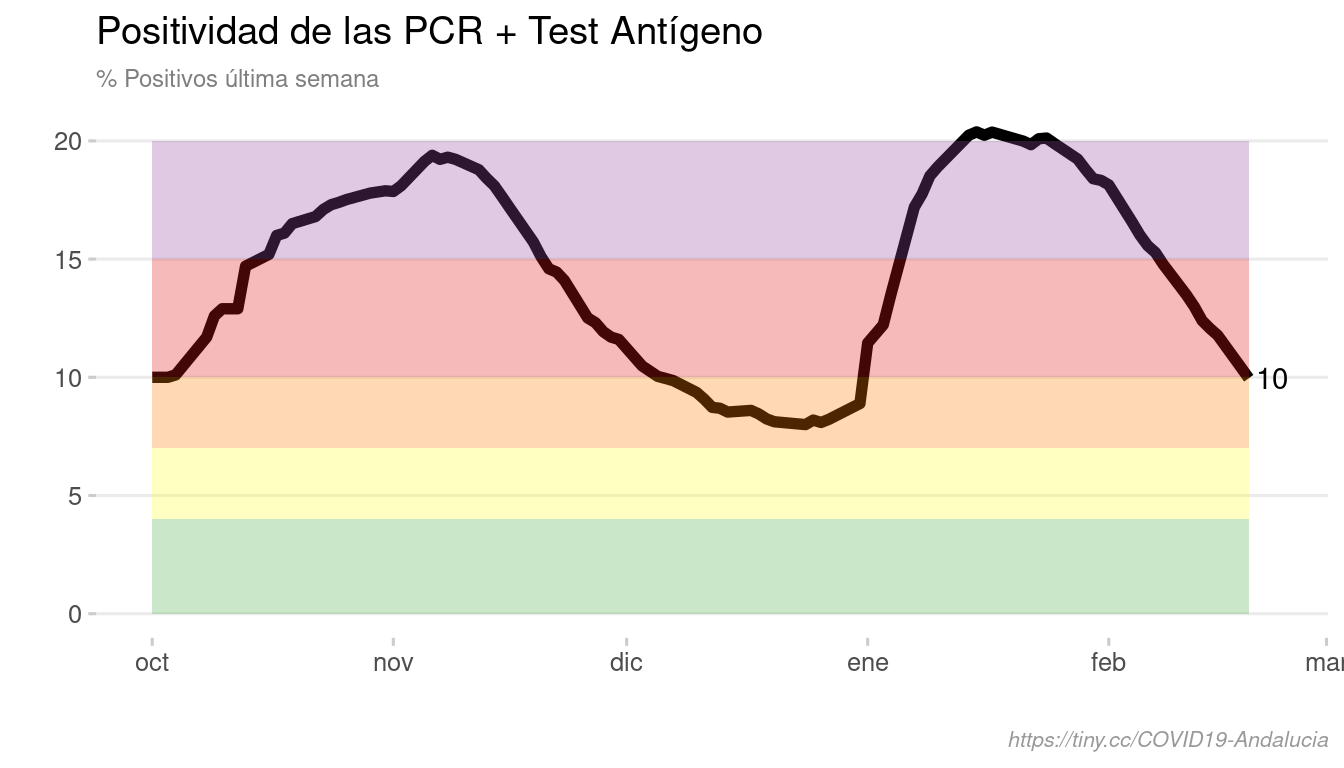 Positividad de las PCR + Test Antígeno
% Positivos última semana
20
15
10
10
5
0
oct nov dic ene feb mar
https://tiny.cc/COVID19-Andalucia